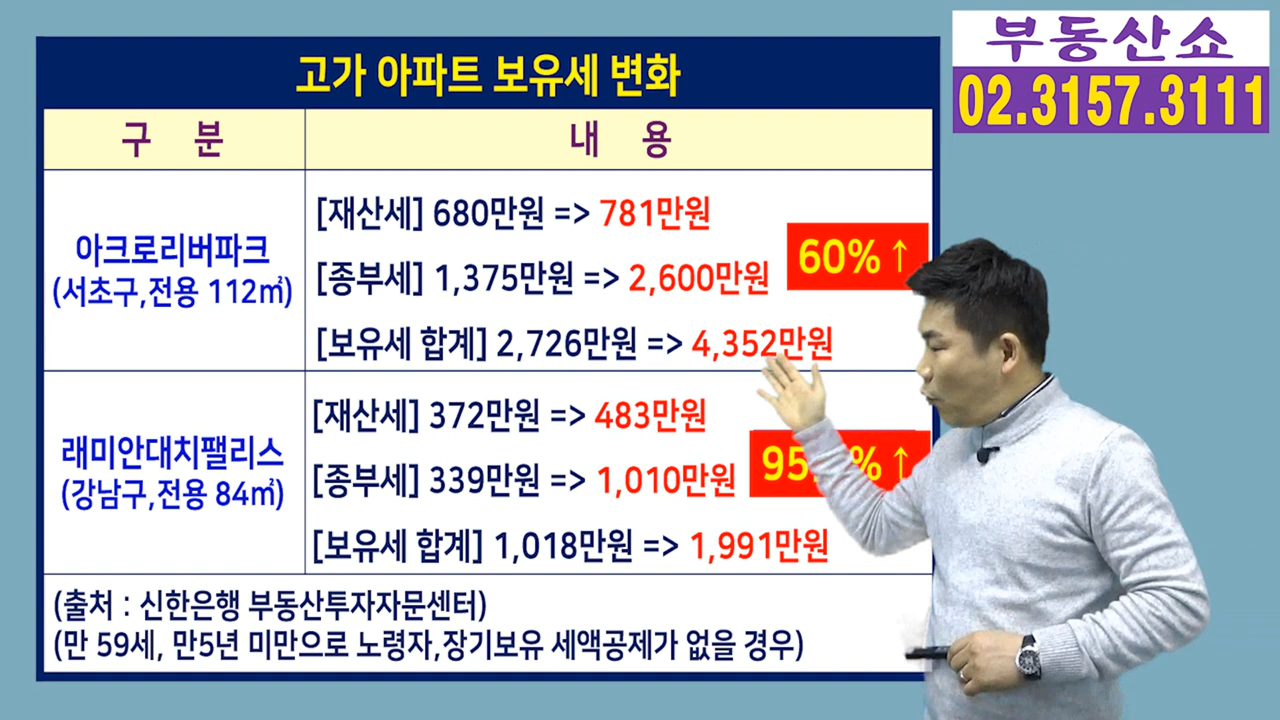 부동산쇼
02.3157.3111
고가 아파트 보유세 변화
구 분
내 용
아크로리버파크
(서초구,전용 112㎡)
[재산세] 680만원 => 781만원
[종부세] 1,375만원 => 2,600만원
[보유세 합계] 2,726만원 => 4,352만원
60% ↑
래미안대치팰리스
(강남구,전용 84㎡)
[재산세] 372만원 => 483만원
[종부세] 339만원 => 1,010만원
[보유세 합계] 1,018만원 => 1,991만원
↑
(출처 : 신한은행 부동산투자자문센터)
(만 59세, 만5년 미만으로 노령자,장기보유 세액공제가 없을 경우)